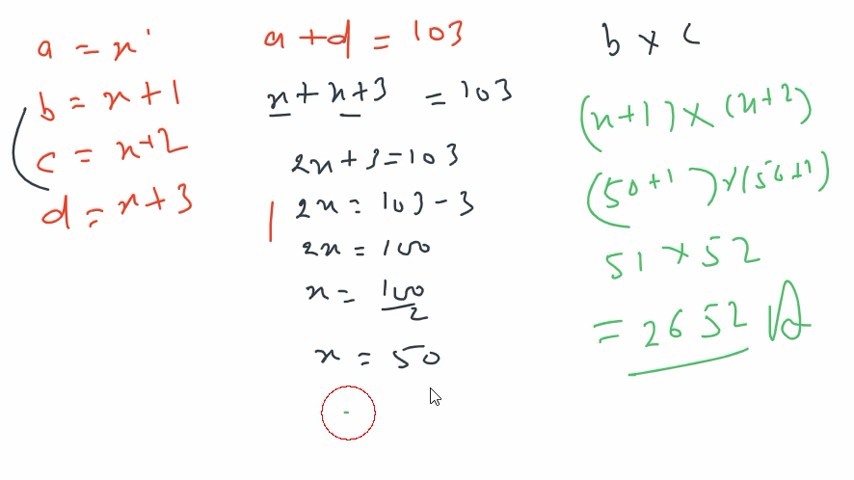 a = x
b = x+1
c = x+2
d = x+3
a +d = 103
x + x+3 = 103
2x+3=103
2x = 103 - 3
2x = 100
x = 100
2
x = 50
b x c
(x+1) x (x+2)
(50+1) x (50+2)
51 x 52
= 2652